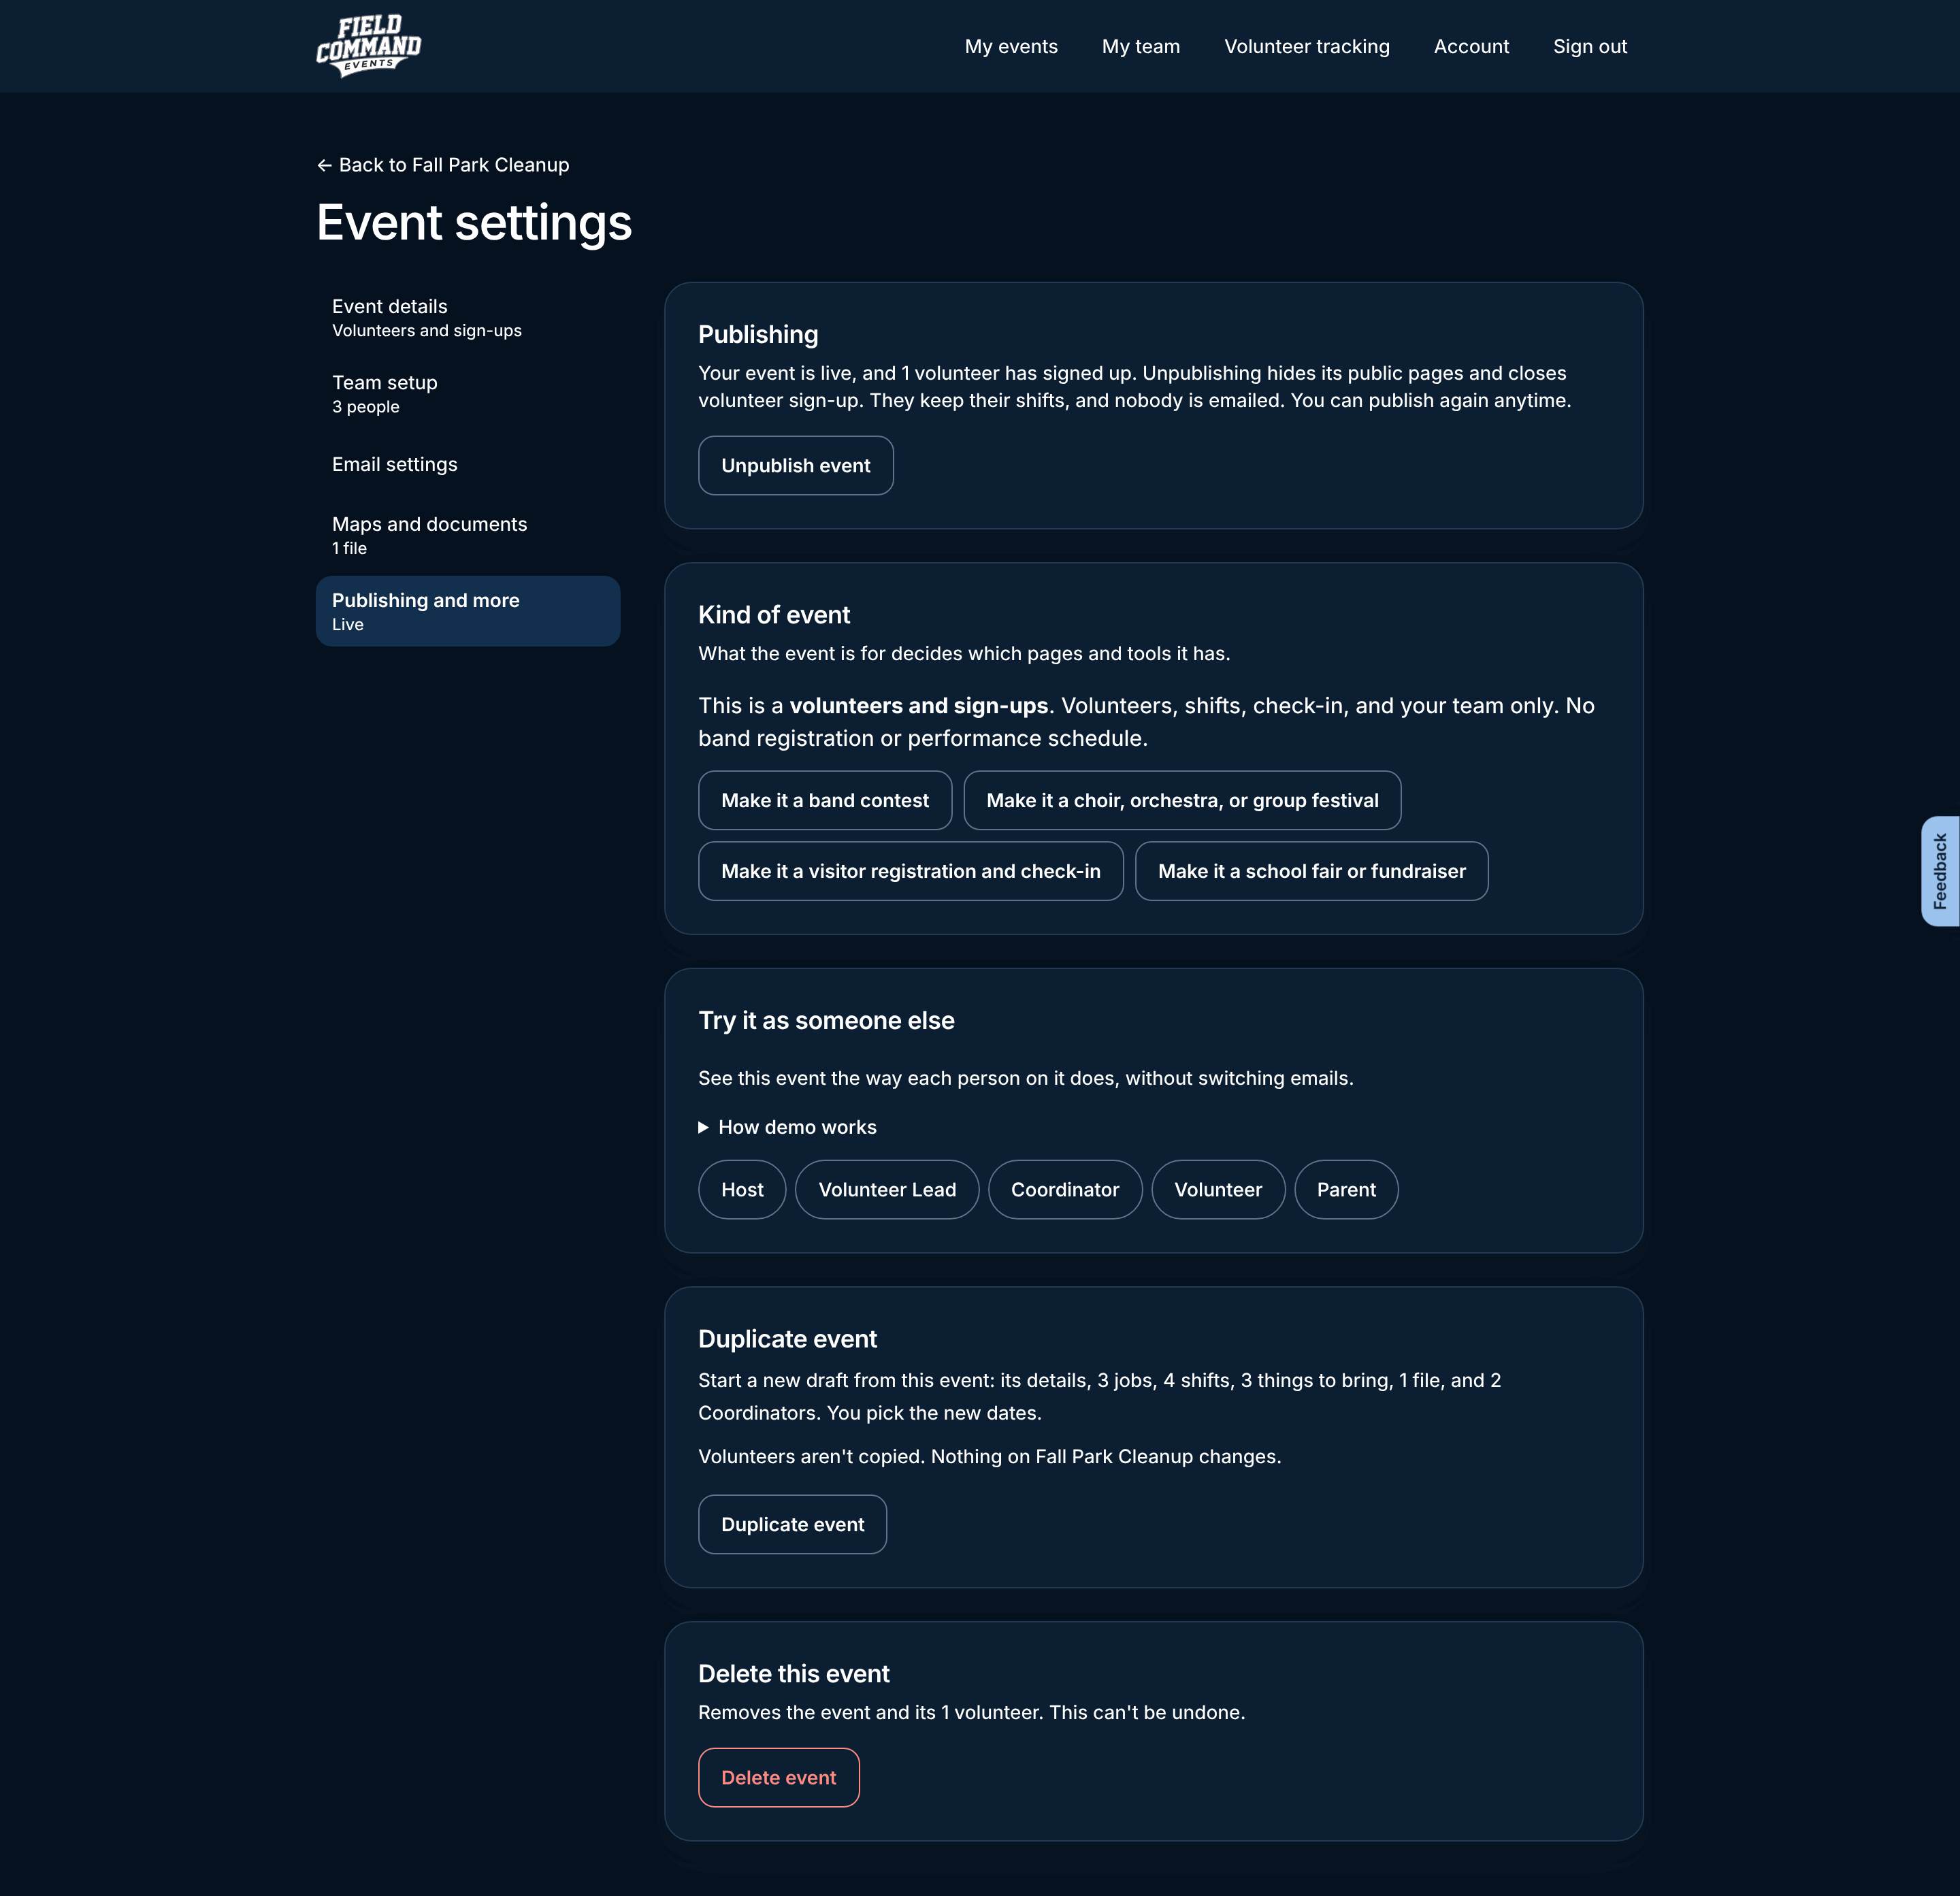 FIELD
COMMAND
EVENTS
My events
My team
Volunteer tracking
Account
Sign out
← Back to Fall Park Cleanup
Event settings
Event details
Volunteers and sign-ups
Team setup
3 people
Email settings
Maps and documents
1 file
Publishing and more
Live
Publishing
Your event is live, and 1 volunteer has signed up. Unpublishing hides its public pages and closes
volunteer sign-up. They keep their shifts, and nobody is emailed. You can publish again anytime.
Unpublish event
Kind of event
What the event is for decides which pages and tools it has.
This is a volunteers and sign-ups. Volunteers, shifts, check-in, and your team only. No
band registration or performance schedule.
Make it a band contest
Make it a choir, orchestra, or group festival
Make it a visitor registration and check-in
Make it a school fair or fundraiser
Try it as someone else
See this event the way each person on it does, without switching emails.
▶ How demo works
Host
Volunteer Lead
Coordinator
Volunteer
Parent
Duplicate event
Start a new draft from this event: its details, 3 jobs, 4 shifts, 3 things to bring, 1 file, and 2
Coordinators. You pick the new dates.
Volunteers aren't copied. Nothing on Fall Park Cleanup changes.
Duplicate event
Delete this event
Removes the event and its 1 volunteer. This can't be undone.
Delete event
Feedback